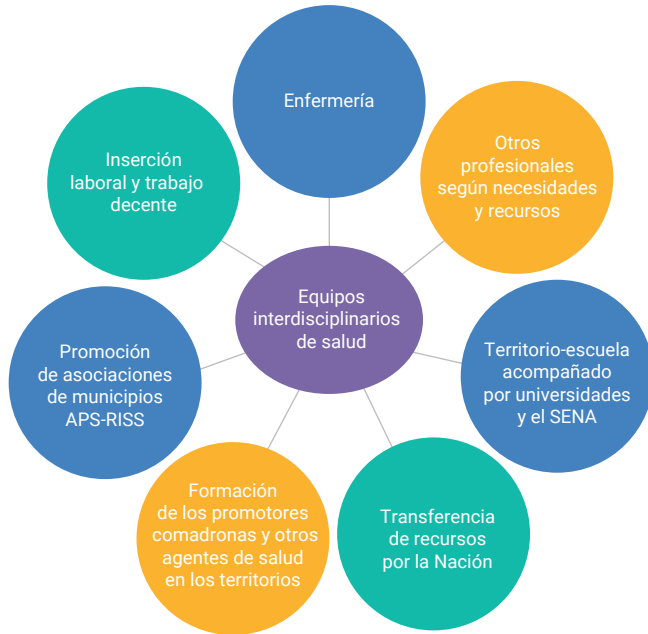 Enfermería
Otros
profesionales
según necesidades
y recursos
Territorio-escuela
acompañado
por universidades
y el SENA
Transferencia
de recursos
por la Nación
Formación
de los promotores
comadronas y otros
agentes de salud
en los territorios
Promoción
de asociaciones
de municipios
APS-RISS
Inserción
laboral y trabajo
decente
Equipos
interdisciplinarios
de salud